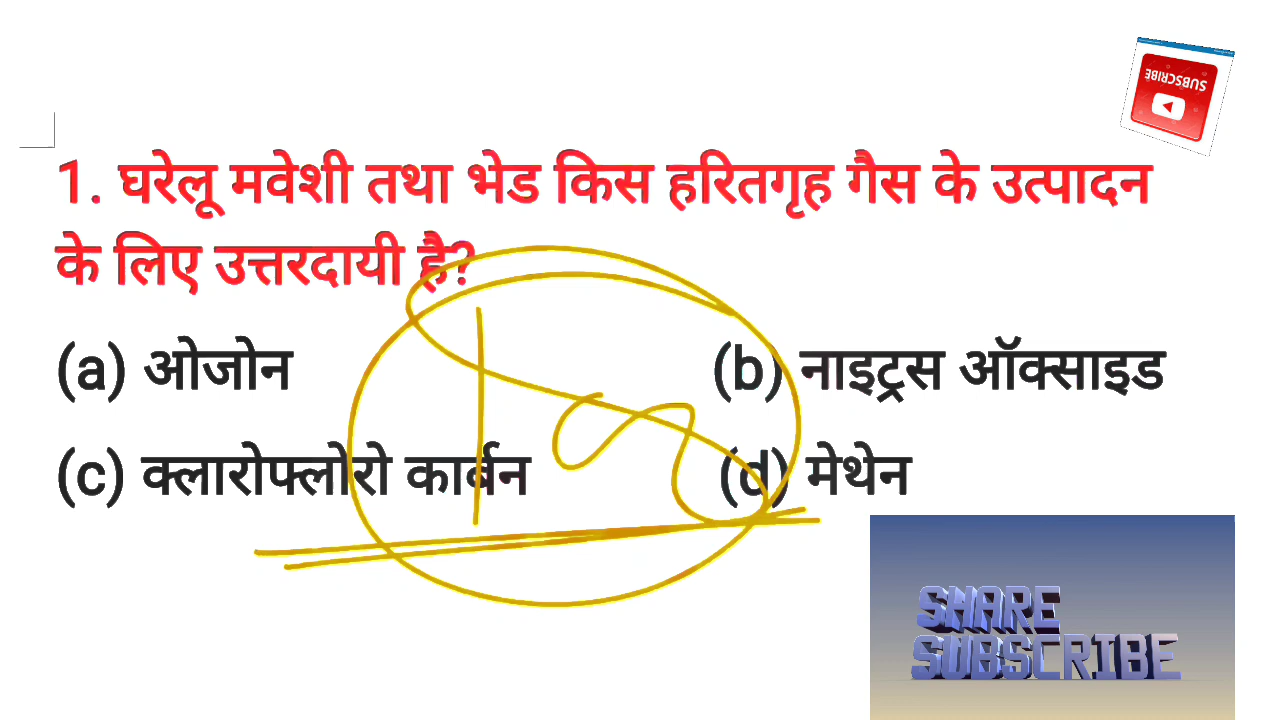 SUBSCRIBE
1. घरेलू मवेशी तथा भेड किस हरितगृह गैस के उत्पादन
के लिए उत्तरदायी है?
(a) ओजोन (b) नाइट्रस ऑक्साइड
(c) क्लारोफ्लोरो कार्बन (d) मेथेन
SHARE
SUBSCRIBE